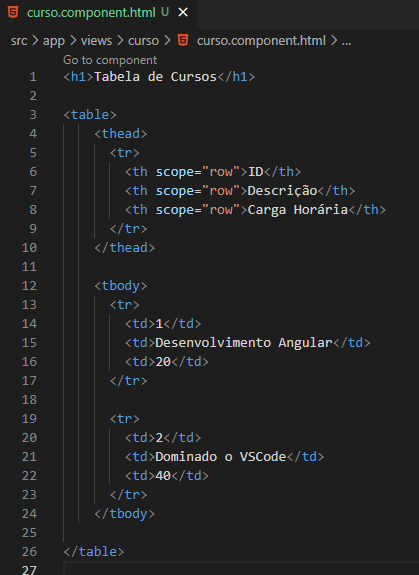 curso.component.html U ×
src > app > views > curso > curso.component.html > ...
Go to component
1 <h1>Tabela de Cursos</h1>
2
3 <table>
4 <thead>
5 <tr>
6 <th scope="row">ID</th>
7 <th scope="row">Descrição</th>
8 <th scope="row">Carga Horária</th>
9 </tr>
10 </thead>
11
12 <tbody>
13 <tr>
14 <td>1</td>
15 <td>Desenvolvimento Angular</td>
16 <td>20</td>
17 </tr>
18
19 <tr>
20 <td>2</td>
21 <td>Dominado o VSCode</td>
22 <td>40</td>
23 </tr>
24 </tbody>
25
26 </table>
27